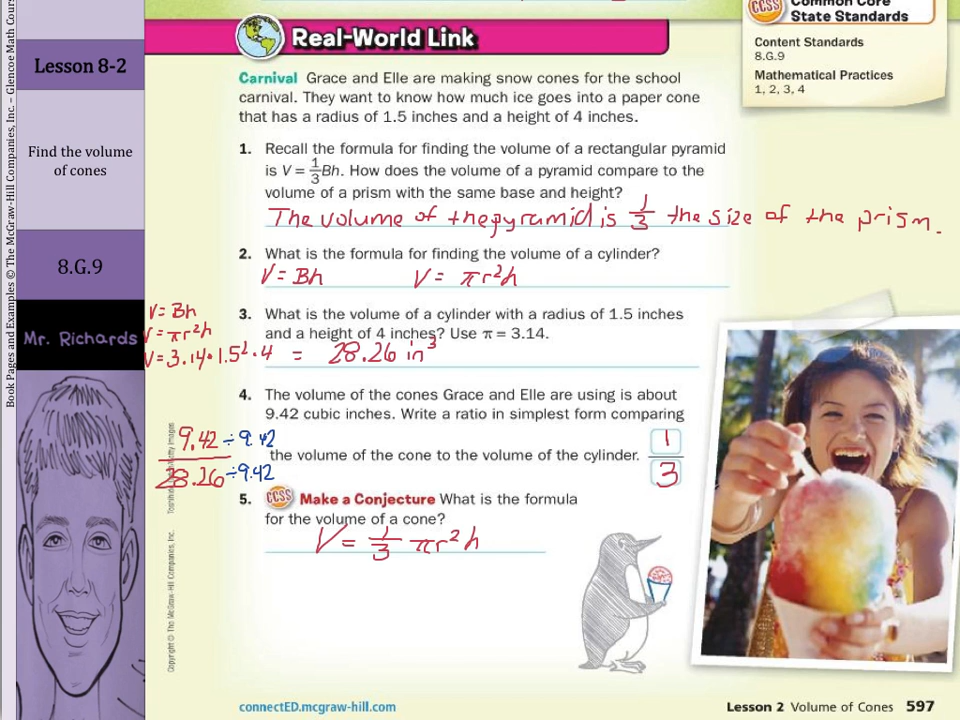 Book Pages and Examples © The McGraw-Hill Companies, Inc. – Glencoe Math Cours
Lesson 8-2
Find the volume
of cones
8.G.9
Mr. Richards
Real-World Link
CCSS
Common Core
State Standards
Content Standards
8.G.9
Mathematical Practices
1, 2, 3, 4
Carnival Grace and Elle are making snow cones for the school
carnival. They want to know how much ice goes into a paper cone
that has a radius of 1.5 inches and a height of 4 inches.
1. Recall the formula for finding the volume of a rectangular pyramid
is V = 1/3 Bh. How does the volume of a pyramid compare to the
volume of a prism with the same base and height?
The volume of the pyramid is 1/3 the size of the prism.
2. What is the formula for finding the volume of a cylinder?
V = Bh V = πr²h
3. What is the volume of a cylinder with a radius of 1.5 inches
and a height of 4 inches? Use π = 3.14.
V = Bh
V = πr²h
V = 3.14 · 1.5² · 4 = 28.26 in³
4. The volume of the cones Grace and Elle are using is about
9.42 cubic inches. Write a ratio in simplest form comparing
the volume of the cone to the volume of the cylinder. 1/3
9.42 ÷ 9.42
28.26 ÷ 9.42
5. CCSS Make a Conjecture What is the formula
for the volume of a cone?
V = 1/3 πr²h
Copyright © The McGraw-Hill Companies, Inc.
connectED.mcgraw-hill.com
Lesson 2 Volume of Cones 597